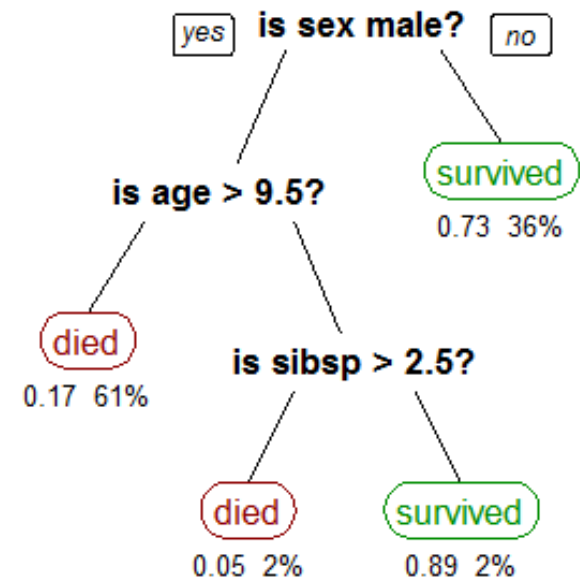 yes is sex male? no
survived
0.73 36%
is age > 9.5?
died
0.17 61%
is sibsp > 2.5?
died survived
0.05 2% 0.89 2%